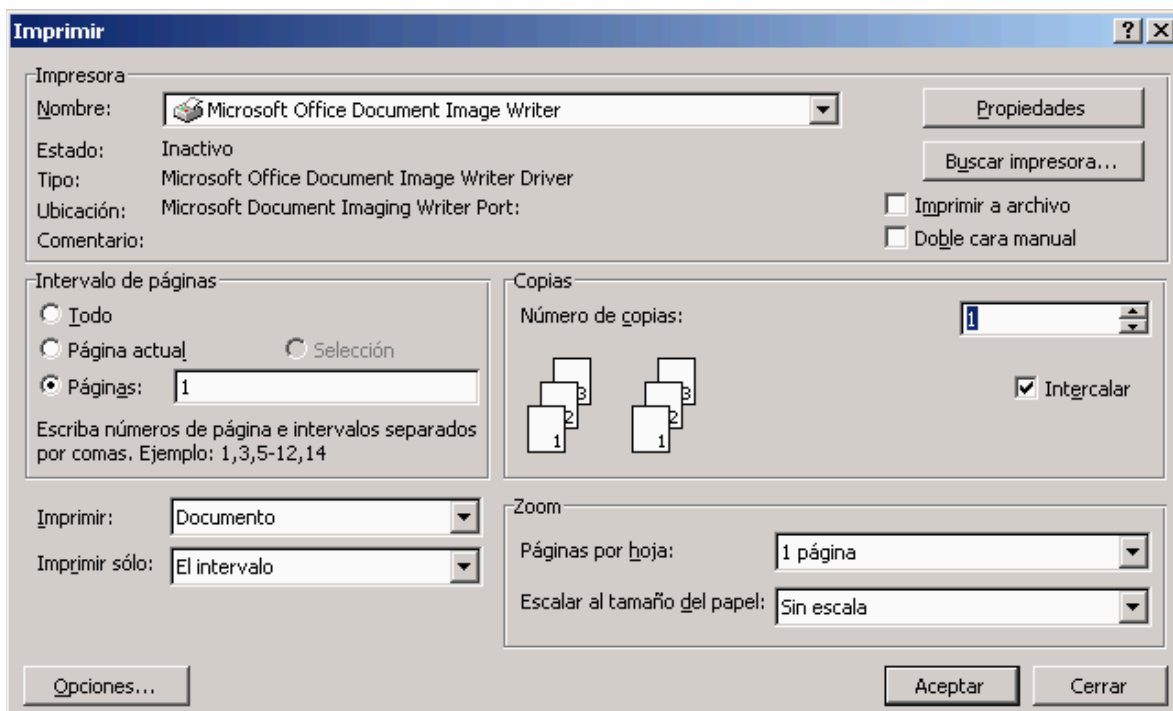 Imprimir
Impresora
Nombre: Microsoft Office Document Image Writer
Propiedades
Estado: Inactivo
Buscar impresora...
Tipo: Microsoft Office Document Image Writer Driver
Ubicación: Microsoft Document Imaging Writer Port:
Imprimir a archivo
Comentario:
Doble cara manual
Intervalo de páginas
Todo
Página actual Selección
Páginas: 1
Escriba números de página e intervalos separados
por comas. Ejemplo: 1,3,5-12,14
Copias
Número de copias: 1
3 3
2 2
1 1
Intercalar
Imprimir: Documento
Imprimir sólo: El intervalo
Zoom
Páginas por hoja: 1 página
Escalar al tamaño del papel: Sin escala
Opciones... Aceptar Cerrar